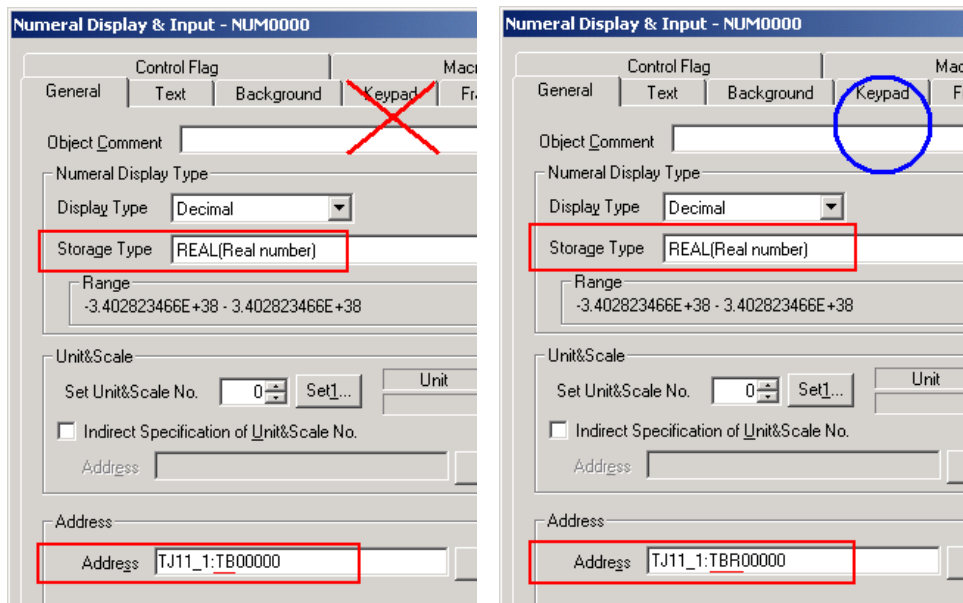 Numeral Display & Input - NUM0000
Control Flag
General Text Background Keypad
Object Comment
Numeral Display Type
Display Type Decimal
Storage Type REAL(Real number)
Range
-3.402823466E+38 - 3.402823466E+38
Unit&Scale
Set Unit&Scale No. 0 Set1... Unit
Indirect Specification of Unit&Scale No.
Address
Address
Address TJ11_1:TB00000
Numeral Display & Input - NUM0000
Control Flag
General Text Background Keypad
Object Comment
Numeral Display Type
Display Type Decimal
Storage Type REAL(Real number)
Range
-3.402823466E+38 - 3.402823466E+38
Unit&Scale
Set Unit&Scale No. 0 Set1... Unit
Indirect Specification of Unit&Scale No.
Address
Address
Address TJ11_1:TBR00000